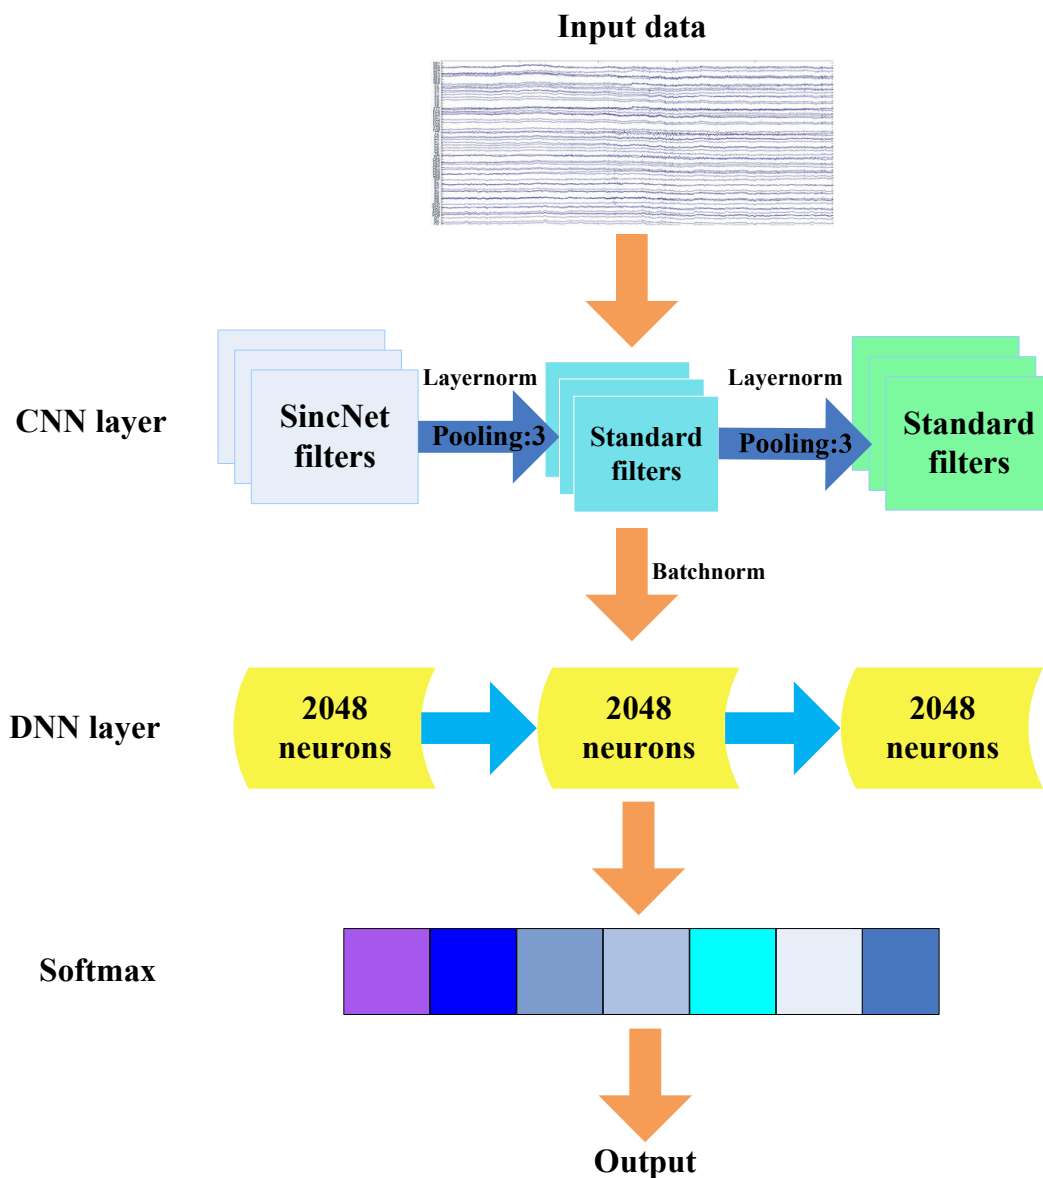 Input data
CNN layer
SincNet
filters
Layernorm
Pooling:3
Standard
filters
Layernorm
Pooling:3
Standard
filters
Batchnorm
DNN layer
2048
neurons
2048
neurons
2048
neurons
Softmax
Output